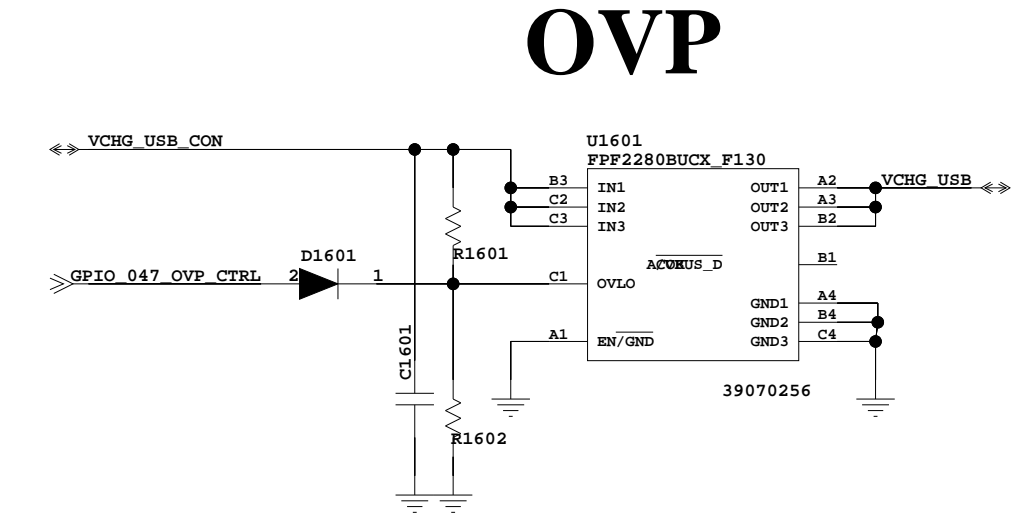 OVP
VCHG_USB_CON
U1601
FPF2280BUCX_F130
B3 IN1 OUT1 A2 VCHG_USB
C2 IN2 OUT2 A3
C3 IN3 OUT3 B2
R1601
D1601
B1
GPIO_047_OVP_CTRL 2 1 C1 OVLO
GND1 A4
GND2 B4
A1 EN/GND GND3 C4
C1601
39070256
R1602